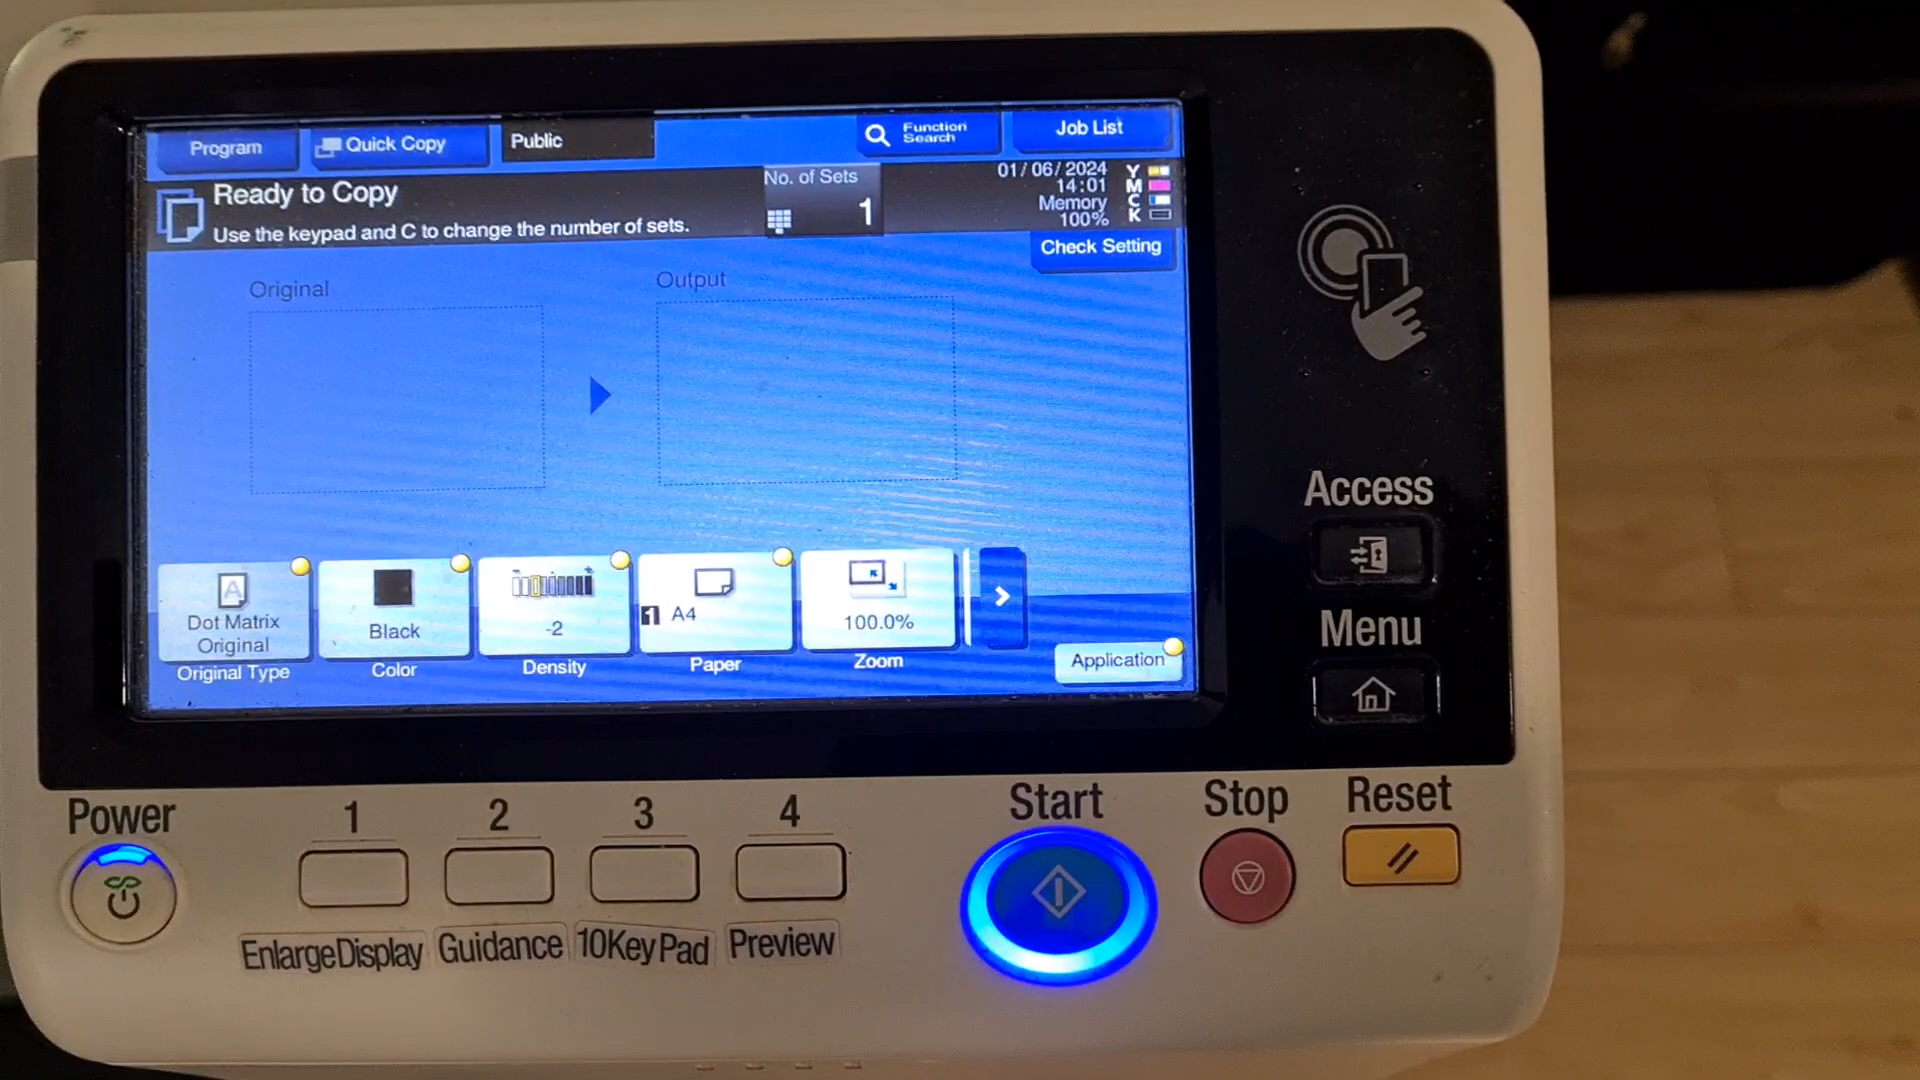 Program
Quick Copy
Public
Function Search
Job List
Ready to Copy
Use the keypad and C to change the number of sets.
No. of Sets
1
01/06/2024
14:01
Memory
100%
Y
M
C
K
Check Setting
Original
Output
A
Dot Matrix
Original
Original Type
Black
Color
-2
Density
1 A4
Paper
100.0%
Zoom
Application
Access
Menu
Power
1
2
3
4
EnlargeDisplay
Guidance
10Key Pad
Preview
Start
Stop
Reset